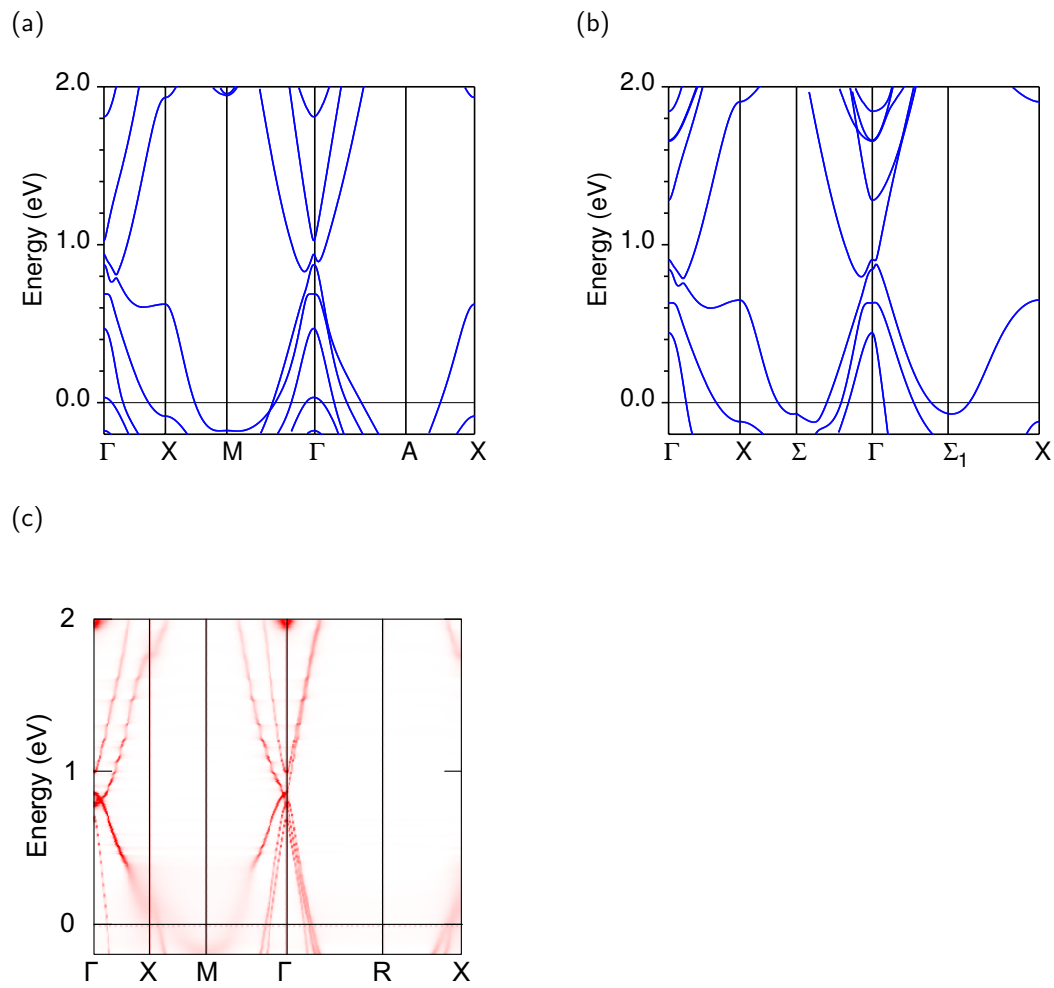 (a)
2.0
1.0
0.0
Energy (eV)
Γ X M Γ A X
(b)
2.0
1.0
0.0
Energy (eV)
Γ X Σ Γ Σ1 X
(c)
2
1
0
Energy (eV)
Γ X M Γ R X